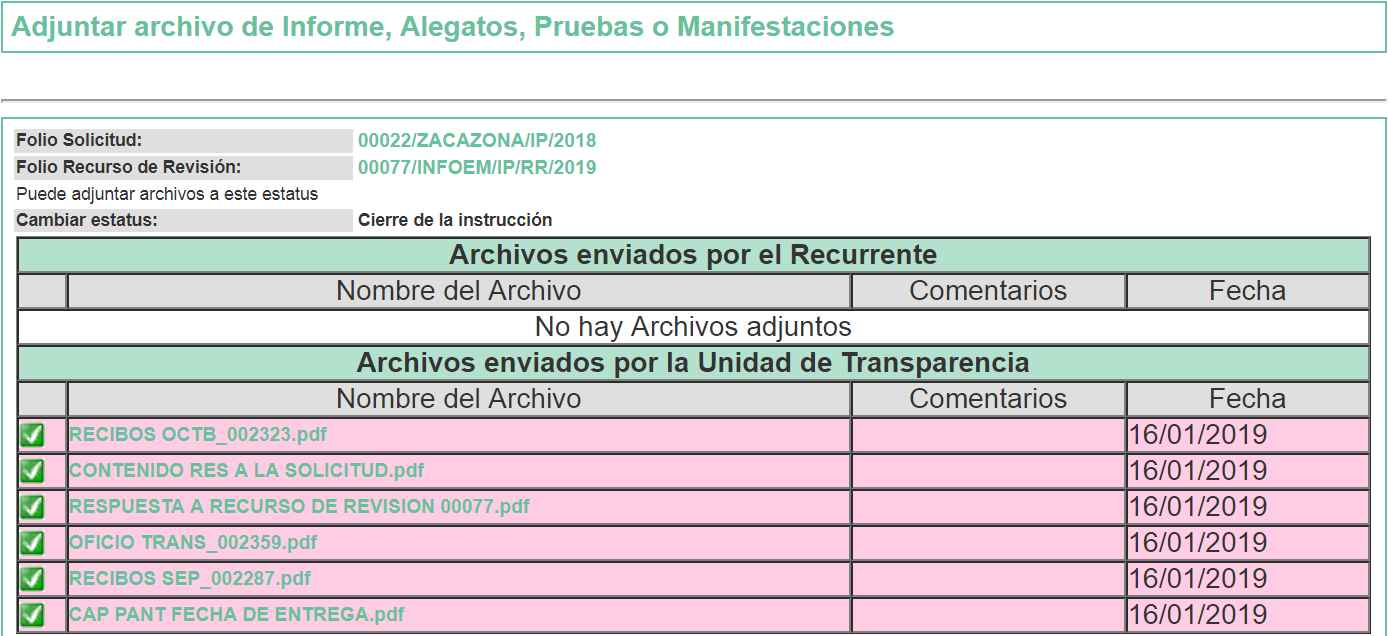 Adjuntar archivo de Informe, Alegatos, Pruebas o Manifestaciones
Folio Solicitud: 00022/ZACAZONA/IP/2018
Folio Recurso de Revisión: 00077/INFOEM/IP/RR/2019
Puede adjuntar archivos a este estatus
Cambiar estatus: Cierre de la instrucción
Archivos enviados por el Recurrente
Nombre del Archivo Comentarios Fecha
No hay Archivos adjuntos
Archivos enviados por la Unidad de Transparencia
Nombre del Archivo Comentarios Fecha
RECIBOS OCTB_002323.pdf 16/01/2019
CONTENIDO RES A LA SOLICITUD.pdf 16/01/2019
RESPUESTA A RECURSO DE REVISION 00077.pdf 16/01/2019
OFICIO TRANS_002359.pdf 16/01/2019
RECIBOS SEP_002287.pdf 16/01/2019
CAP PANT FECHA DE ENTREGA.pdf 16/01/2019